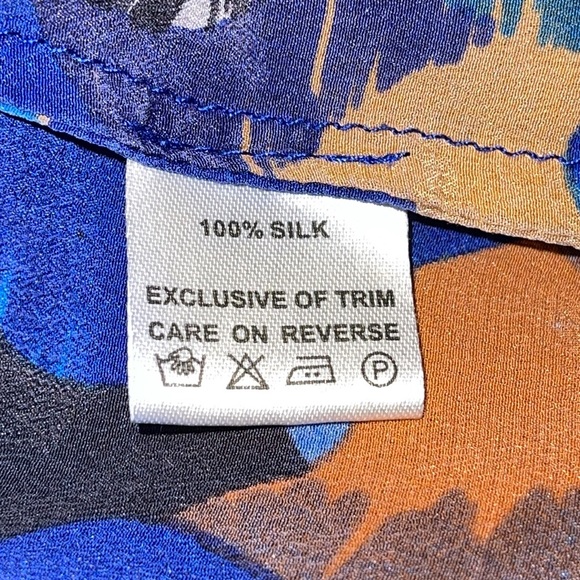 100% SILK
EXCLUSIVE OF TRIM
CARE ON REVERSE
P